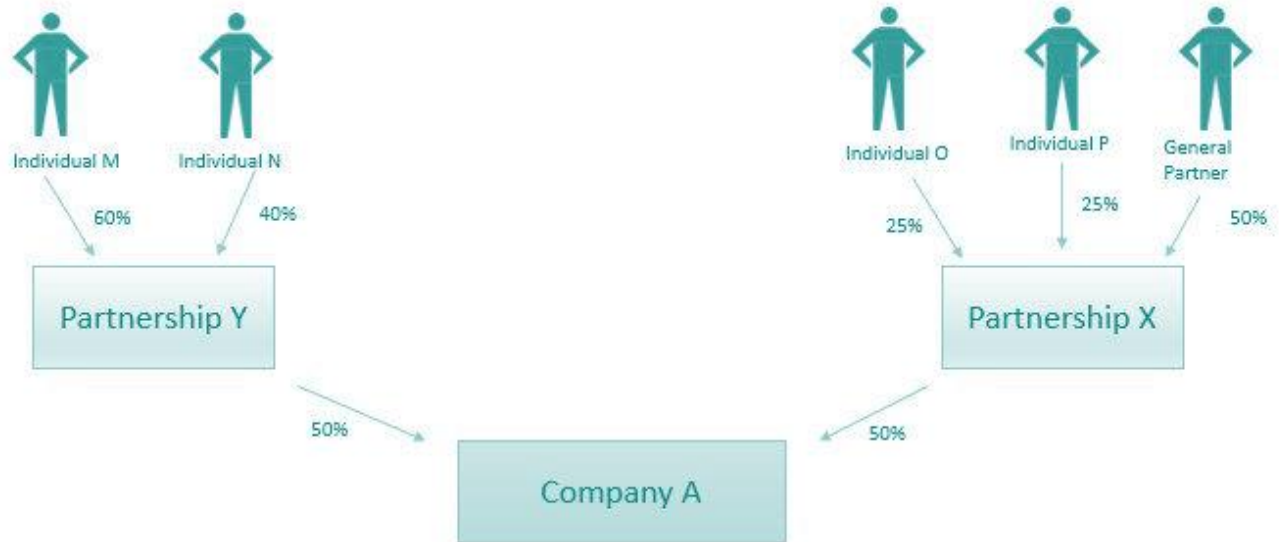 Individual M
Individual N
Individual O
Individual P
General
Partner
60%
40%
25%
25%
50%
Partnership Y
Partnership X
50%
50%
Company A